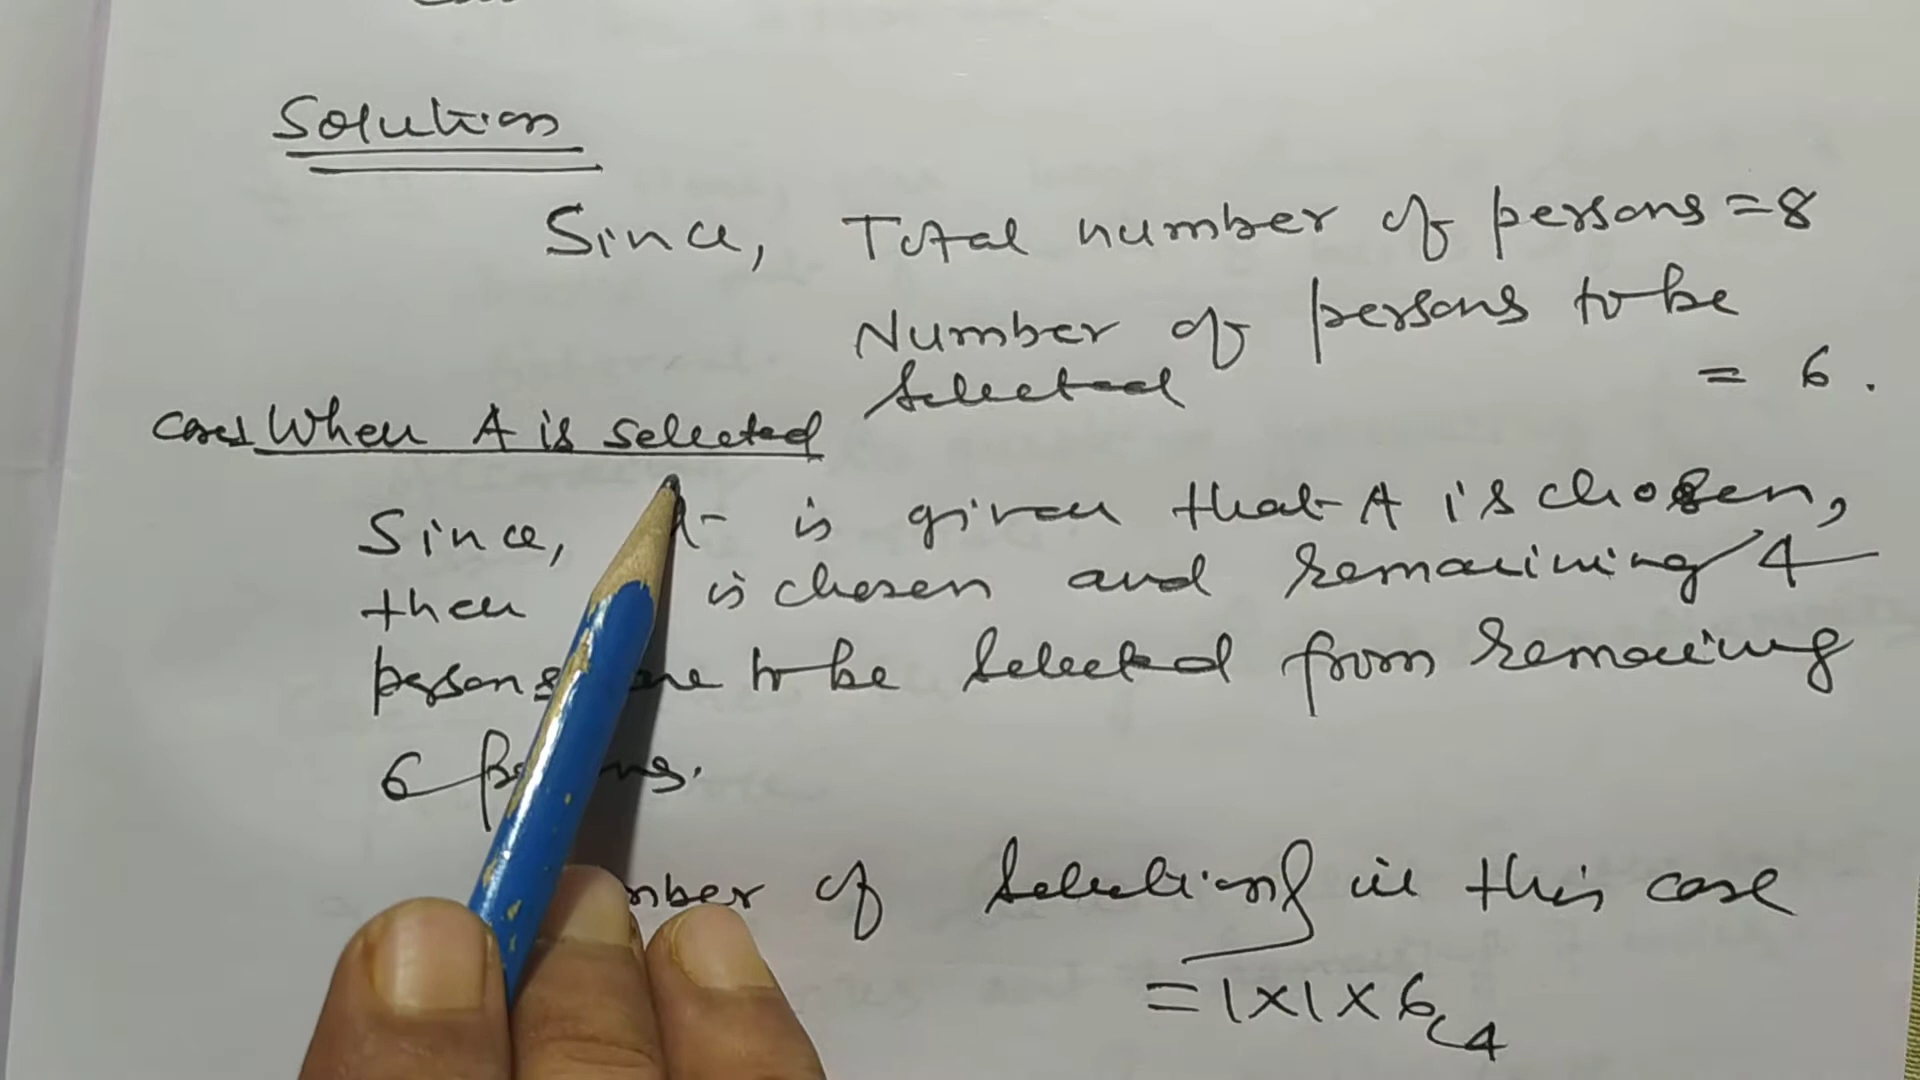 Solution
Since, Total number of persons = 8
Number of persons to be
selected = 6.
Case1 When A is selected
Since, it is given that A is chosen,
then is chosen and remaining 4
persons are to be selected from remaining
6 persons.
Number of selections in this case
= 1 x 1 x 6C4